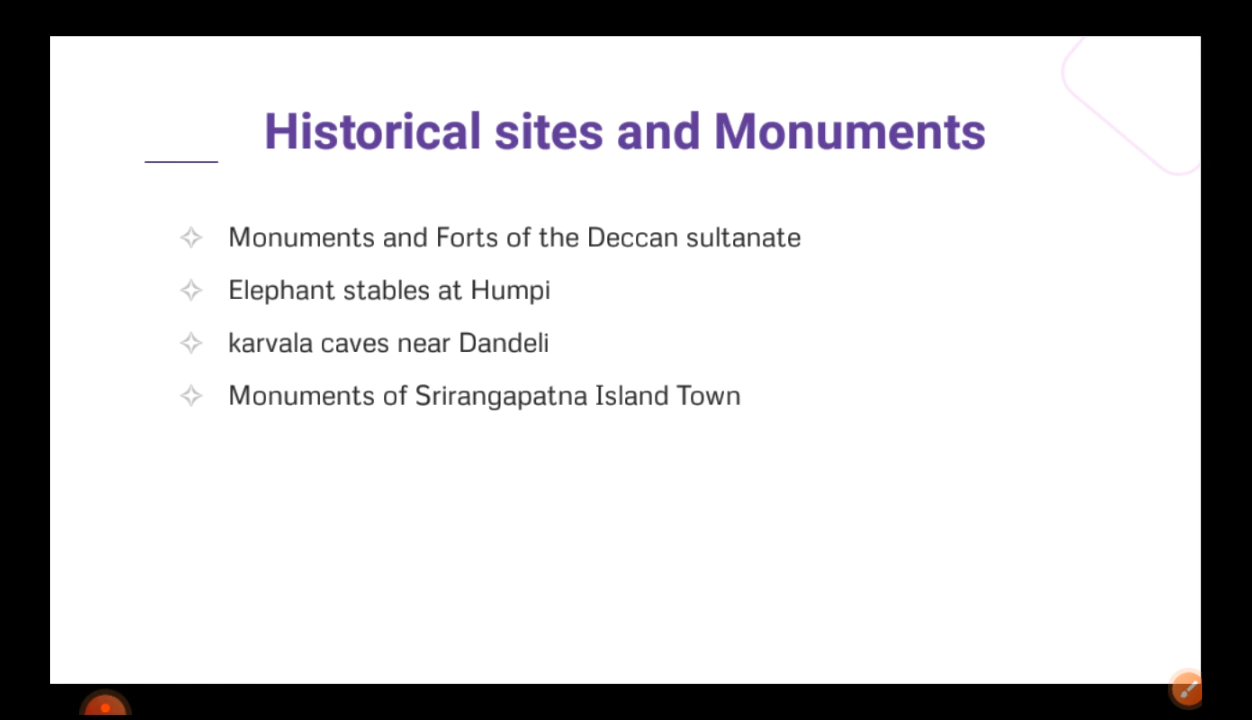 Historical sites and Monuments
Monuments and Forts of the Deccan sultanate
Elephant stables at Humpi
karvala caves near Dandeli
Monuments of Srirangapatna Island Town